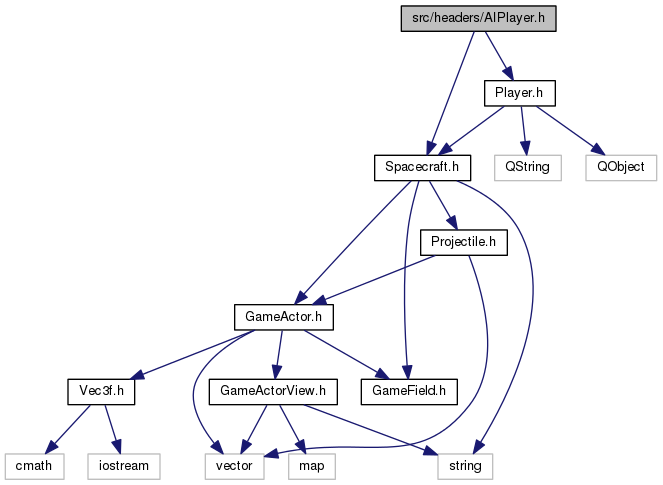 src/headers/AIPlayer.h
Player.h
Spacecraft.h
QString
QObject
Projectile.h
GameActor.h
Vec3f.h
GameActorView.h
GameField.h
cmath
iostream
vector
map
string